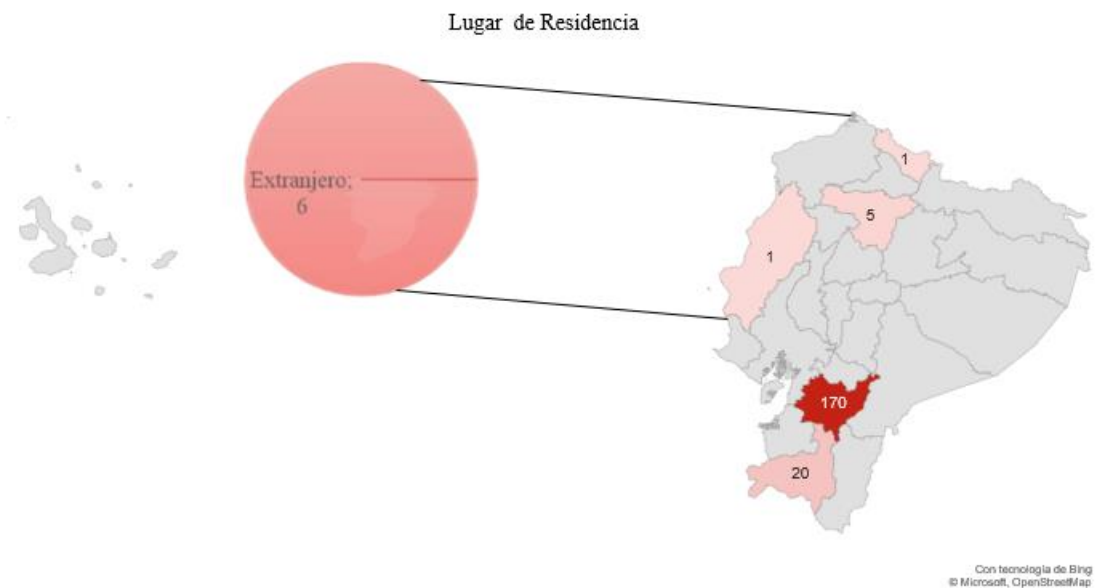 Lugar de Residencia
Extranjero;
6
1
5
1
170
20
Con tecnología de Bing
© Microsoft, OpenStreetMap